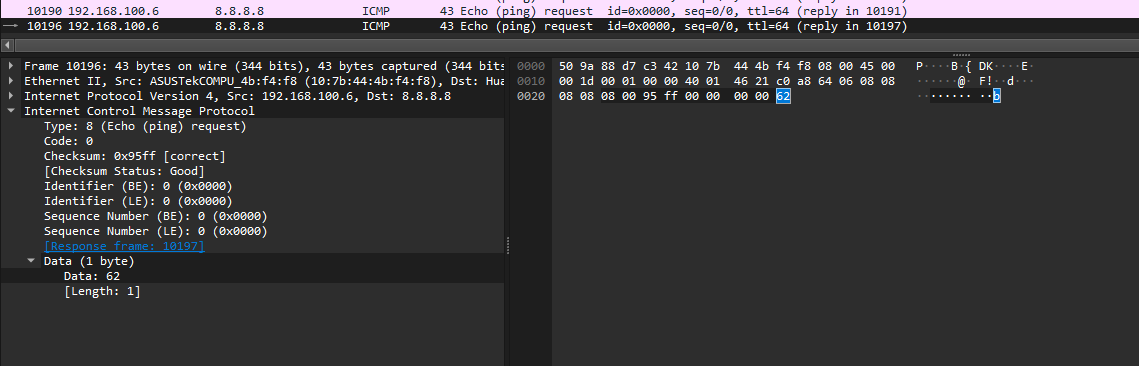 10190 192.168.100.6 8.8.8.8 ICMP 43 Echo (ping) request id=0x0000, seq=0/0, ttl=64 (reply in 10191)
10196 192.168.100.6 8.8.8.8 ICMP 43 Echo (ping) request id=0x0000, seq=0/0, ttl=64 (reply in 10197)
Frame 10196: 43 bytes on wire (344 bits), 43 bytes captured (344 bits
Ethernet II, Src: ASUSTekCOMPU_4b:f4:f8 (10:7b:44:4b:f4:f8), Dst: Hua
Internet Protocol Version 4, Src: 192.168.100.6, Dst: 8.8.8.8
Internet Control Message Protocol
Type: 8 (Echo (ping) request)
Code: 0
Checksum: 0x95ff [correct]
[Checksum Status: Good]
Identifier (BE): 0 (0x0000)
Identifier (LE): 0 (0x0000)
Sequence Number (BE): 0 (0x0000)
Sequence Number (LE): 0 (0x0000)
[Response frame: 10197]
Data (1 byte)
Data: 62
[Length: 1]
0000 50 9a 88 d7 c3 42 10 7b 44 4b f4 f8 08 00 45 00 P····B·{ DK····E·
0010 00 1d 00 01 00 00 40 01 46 21 c0 a8 64 06 08 08 ······@· F!··d···
0020 08 08 08 00 95 ff 00 00 00 00 62 ········ ··b